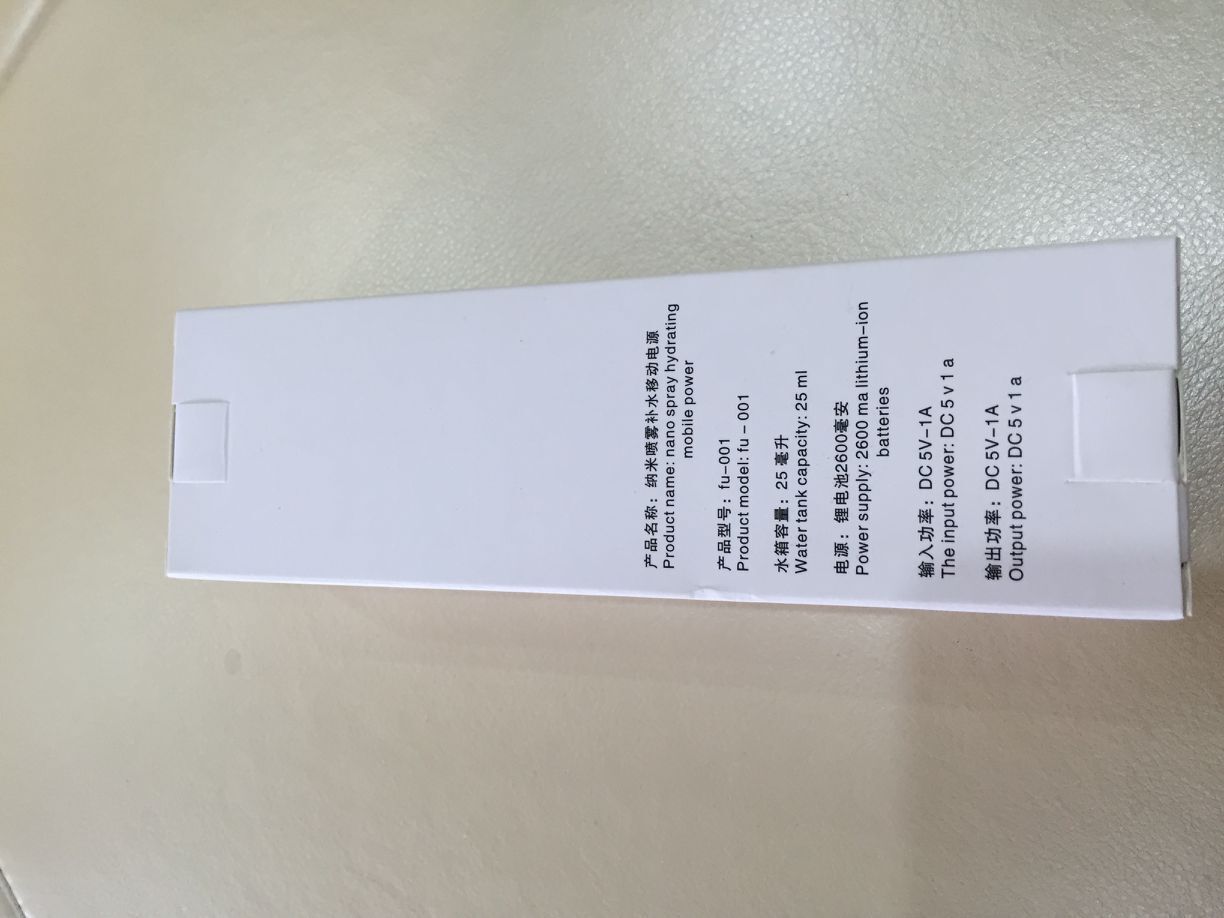 产品名称：纳米喷雾补水移动电源
Product name: nano spray hydrating
mobile power
产品型号：fu-001
Product model: fu - 001
水箱容量：25 毫升
Water tank capacity: 25 ml
电源：锂电池2600毫安
Power supply: 2600 ma lithium-ion
batteries
输入功率：DC 5V-1A
The input power: DC 5 v 1 a
输出功率：DC 5V-1A
Output power: DC 5 v 1 a